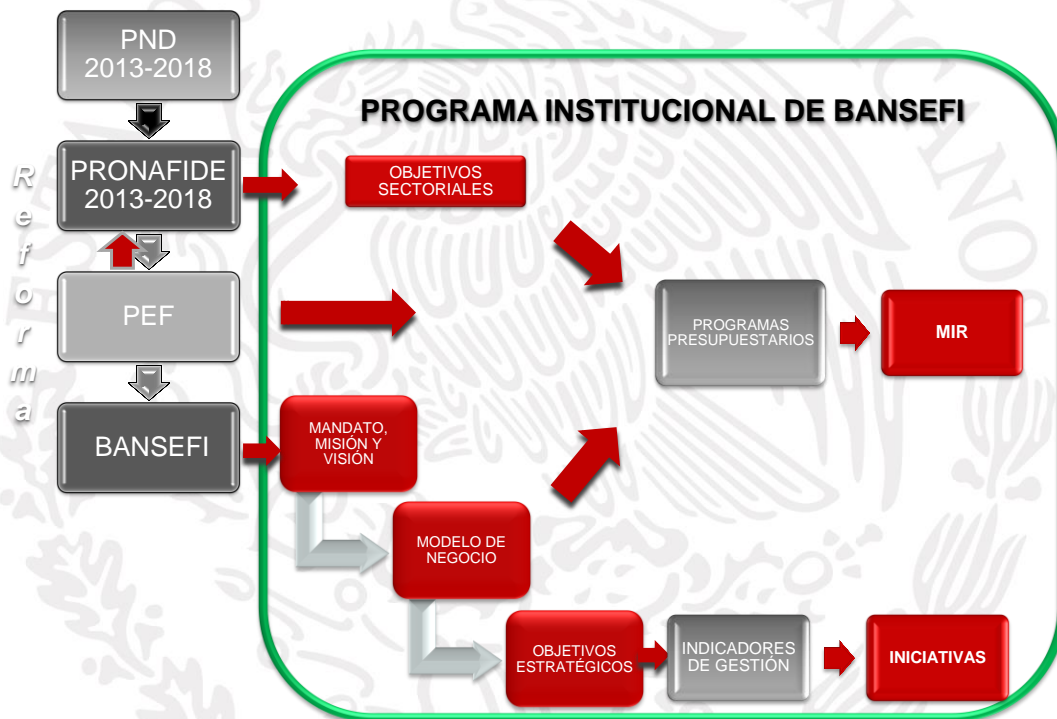 PND
2013-2018
PROGRAMA INSTITUCIONAL DE BANSEFI
Reforma
PRONAFIDE
2013-2018
OBJETIVOS
SECTORIALES
PEF
PROGRAMAS
PRESUPUESTARIOS
MIR
BANSEFI
MANDATO,
MISIÓN Y
VISIÓN
MODELO DE
NEGOCIO
OBJETIVOS
ESTRATÉGICOS
INDICADORES
DE GESTIÓN
INICIATIVAS